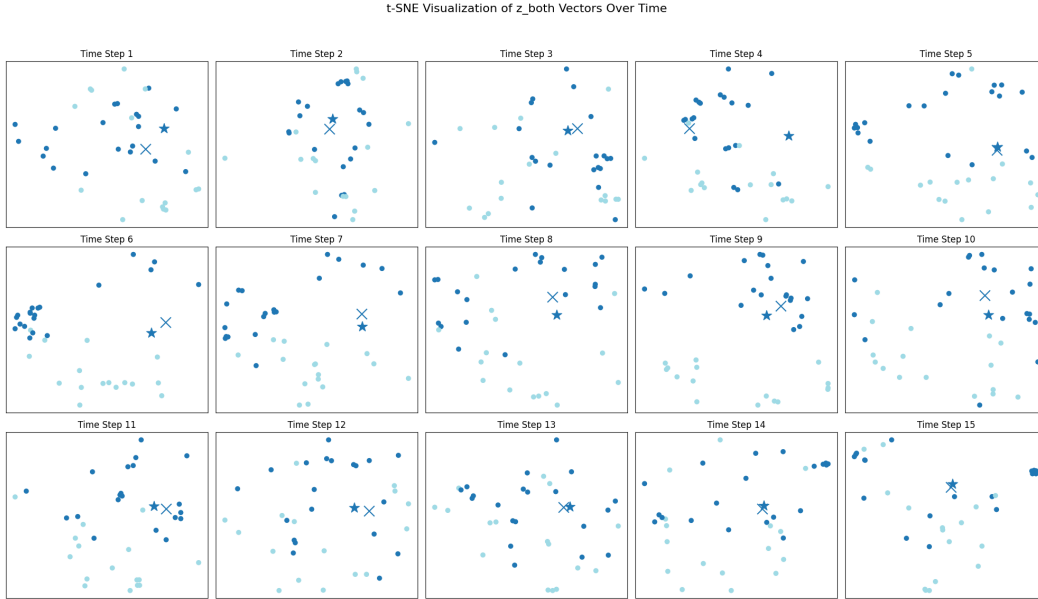 t-SNE Visualization of z_both Vectors Over Time
Time Step 1
Time Step 2
Time Step 3
Time Step 4
Time Step 5
Time Step 6
Time Step 7
Time Step 8
Time Step 9
Time Step 10
Time Step 11
Time Step 12
Time Step 13
Time Step 14
Time Step 15